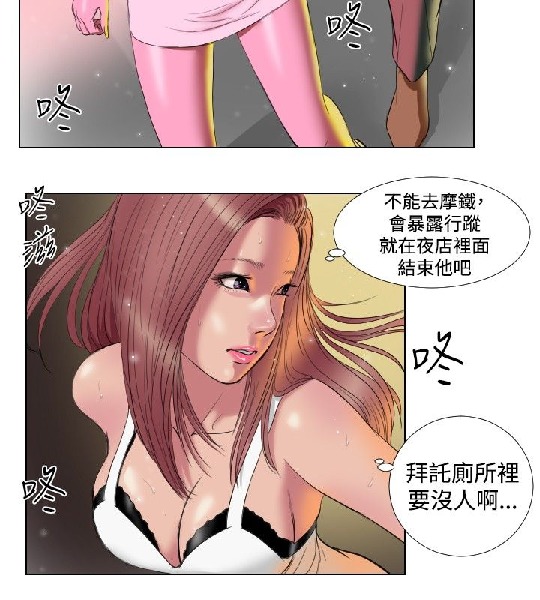 咚
咚
咚
滋
不能去摩鐵，
會暴露行蹤
就在夜店裡面
結束他吧
咚
拜託廁所裡
要沒人啊...
咚